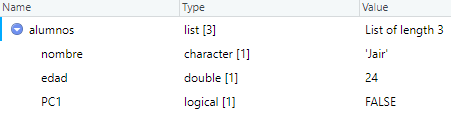 Name Type Value
alumnos list [3] List of length 3
nombre character [1] 'Jair'
edad double [1] 24
PC1 logical [1] FALSE